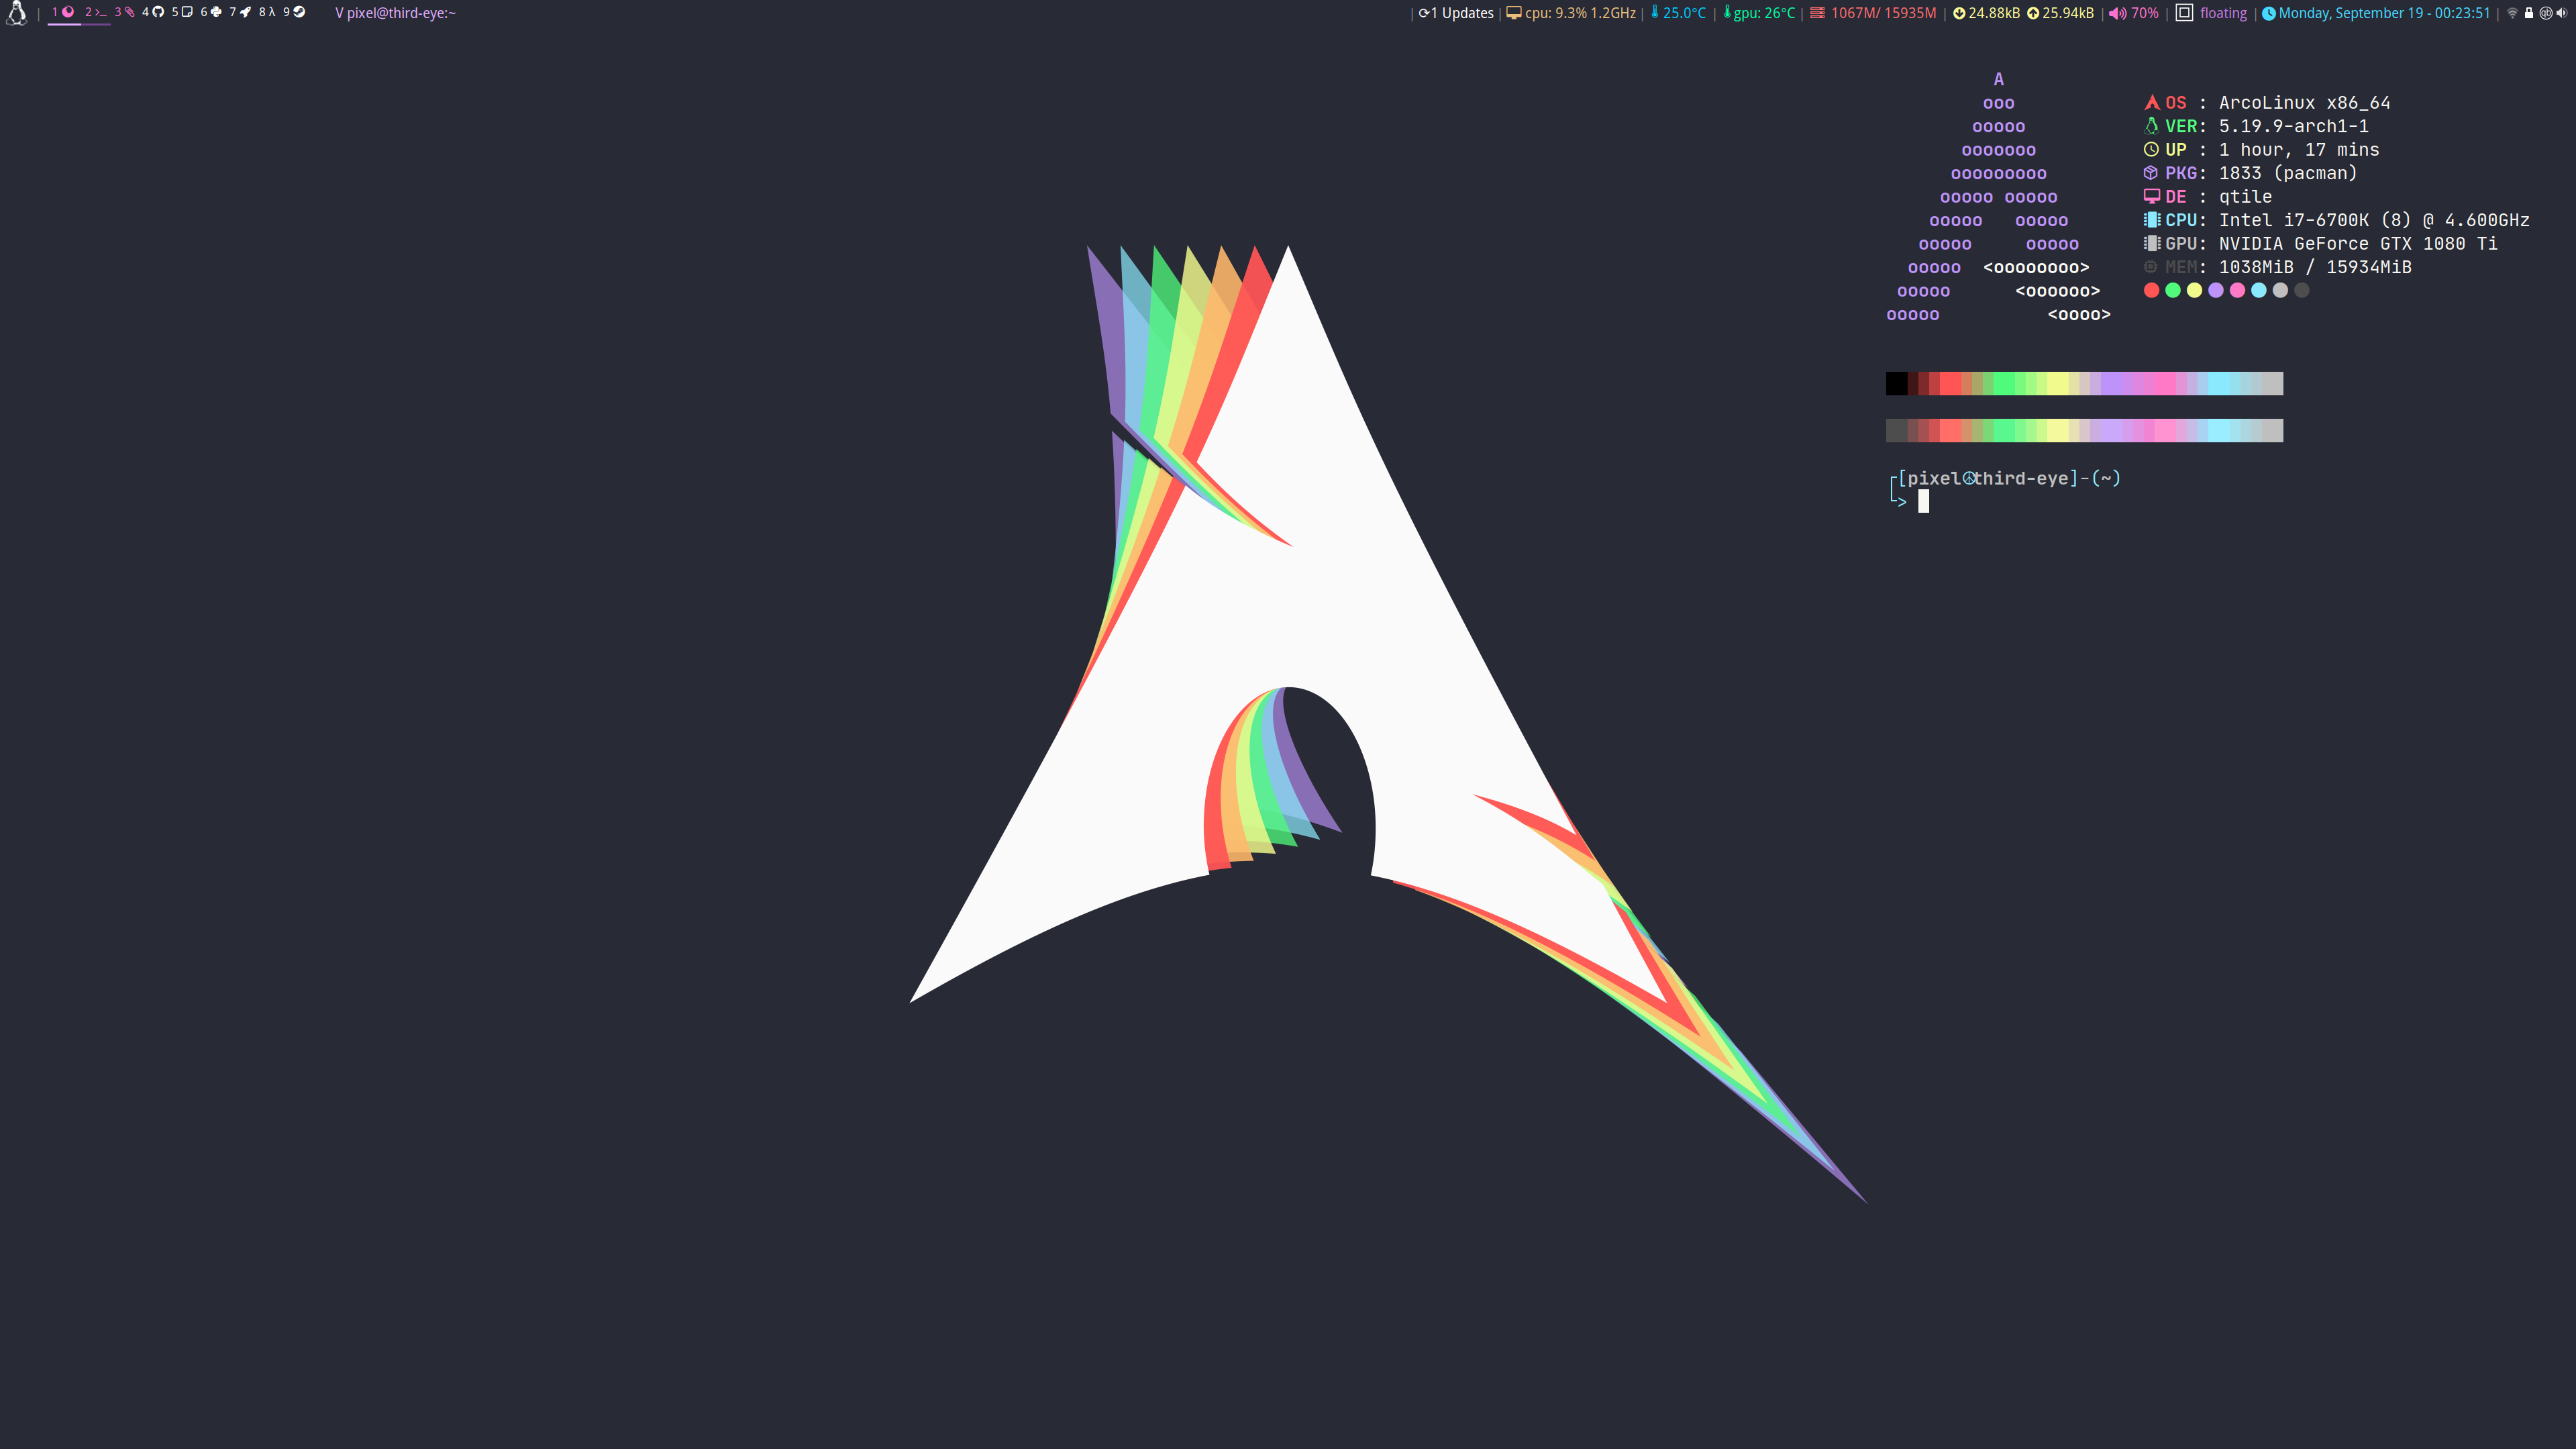 1 2 >_ 3 4 5 6 7 8 λ 9 V pixel@third-eye:~ | ⟳1 Updates | cpu: 9.3% 1.2GHz | 25.0°C | gpu: 26°C | 1067M/ 15935M | 24.88kB 25.94kB | 70% | floating | Monday, September 19 - 00:23:51 | qb
A
ooo OS : ArcoLinux x86_64
ooooo VER: 5.19.9-arch1-1
ooooooo UP : 1 hour, 17 mins
ooooooooo PKG: 1833 (pacman)
ooooo ooooo DE : qtile
ooooo ooooo CPU: Intel i7-6700K (8) @ 4.600GHz
ooooo ooooo GPU: NVIDIA GeForce GTX 1080 Ti
ooooo <oooooooo> MEM: 1038MiB / 15934MiB
ooooo <oooooo>
ooooo <oooo>
┌[pixel☮third-eye]-(~)
└>